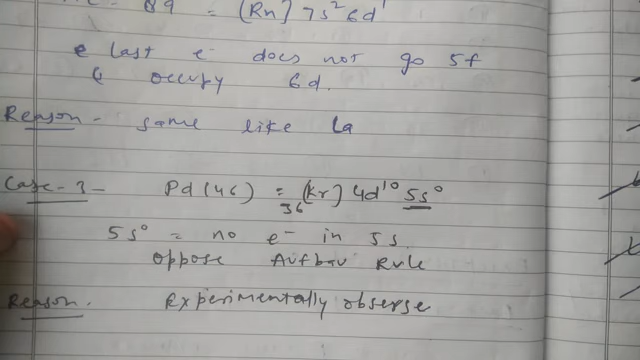 89 = (Rn) 7s² 6d¹
e last e⁻ does not go 5f
& occupy 6d.
Reason - same like La
Case-3 - Pd(46) = ₃₆(Kr) 4d¹⁰ 5s⁰
5s⁰ = no e⁻ in 5s.
oppose Aufbau Rule
Reason. Experimentally observe